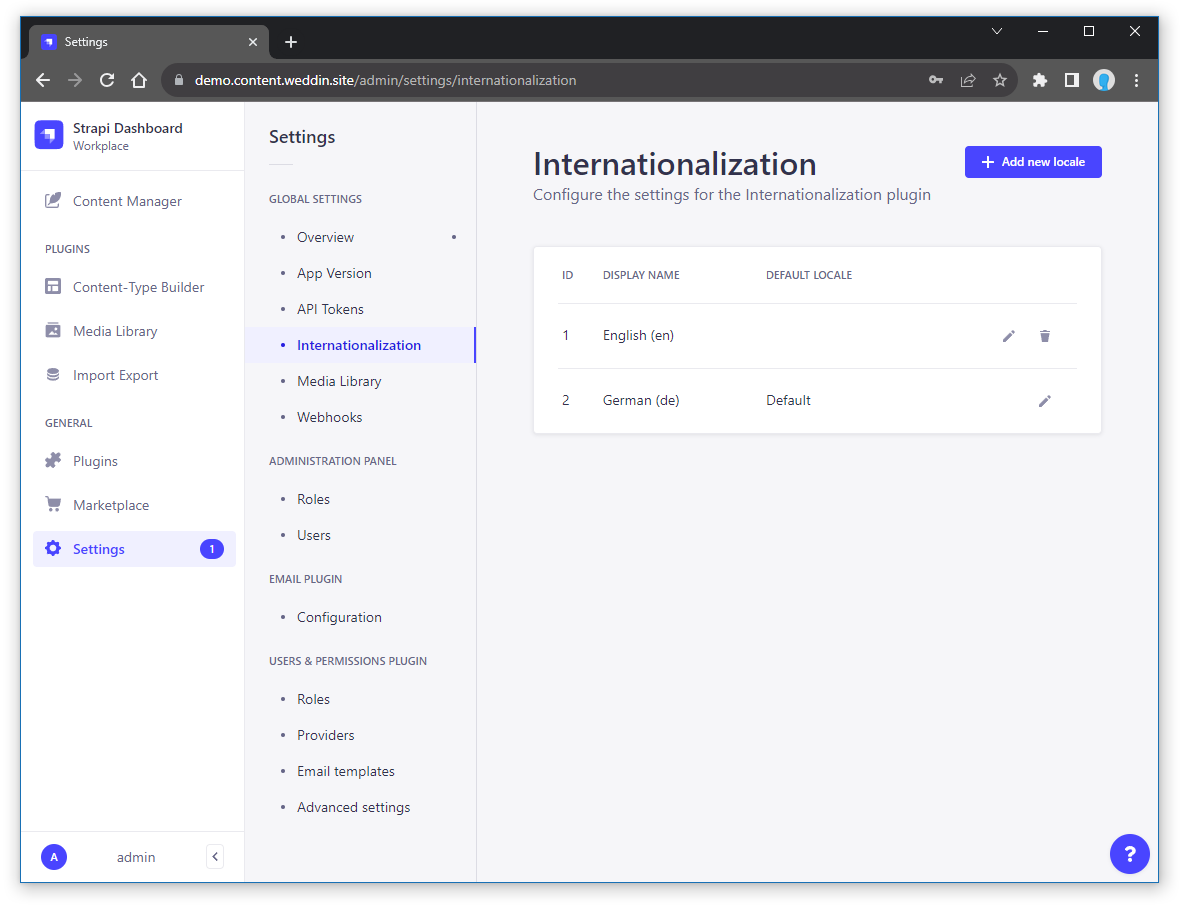 Settings
demo.content.weddin.site/admin/settings/internationalization
Strapi Dashboard
Workplace
Content Manager
PLUGINS
Content-Type Builder
Media Library
Import Export
GENERAL
Plugins
Marketplace
Settings 1
A admin
Settings
GLOBAL SETTINGS
Overview
App Version
API Tokens
Internationalization
Media Library
Webhooks
ADMINISTRATION PANEL
Roles
Users
EMAIL PLUGIN
Configuration
USERS & PERMISSIONS PLUGIN
Roles
Providers
Email templates
Advanced settings
Internationalization
Configure the settings for the Internationalization plugin
Add new locale
ID DISPLAY NAME DEFAULT LOCALE
1 English (en)
2 German (de) Default
?